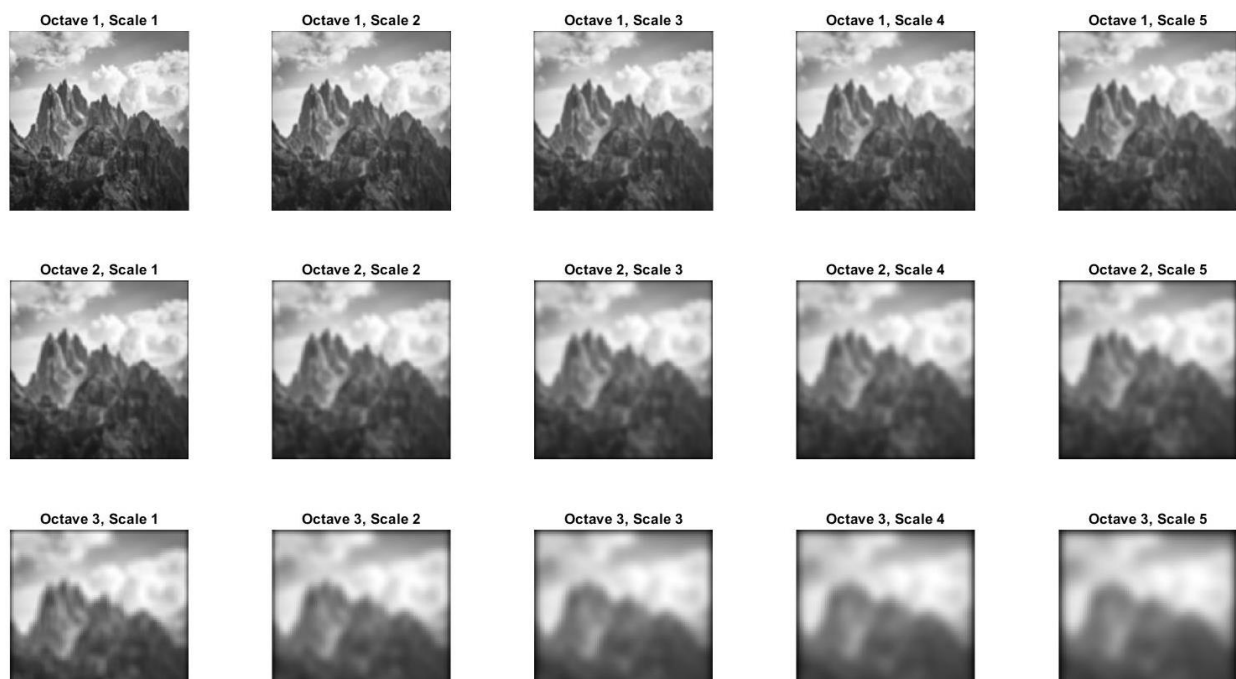 Octave 1, Scale 1
Octave 1, Scale 2
Octave 1, Scale 3
Octave 1, Scale 4
Octave 1, Scale 5
Octave 2, Scale 1
Octave 2, Scale 2
Octave 2, Scale 3
Octave 2, Scale 4
Octave 2, Scale 5
Octave 3, Scale 1
Octave 3, Scale 2
Octave 3, Scale 3
Octave 3, Scale 4
Octave 3, Scale 5